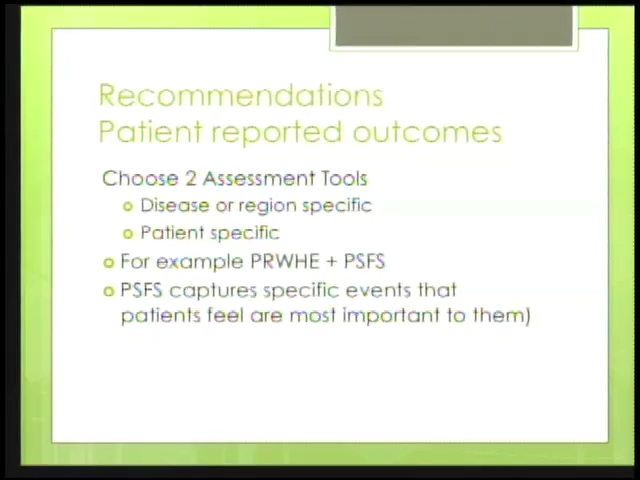 Recommendations
Patient reported outcomes
Choose 2 Assessment Tools
Disease or region specific
Patient specific
For example PRWHE + PSFS
PSFS captures specific events that
patients feel are most important to them)